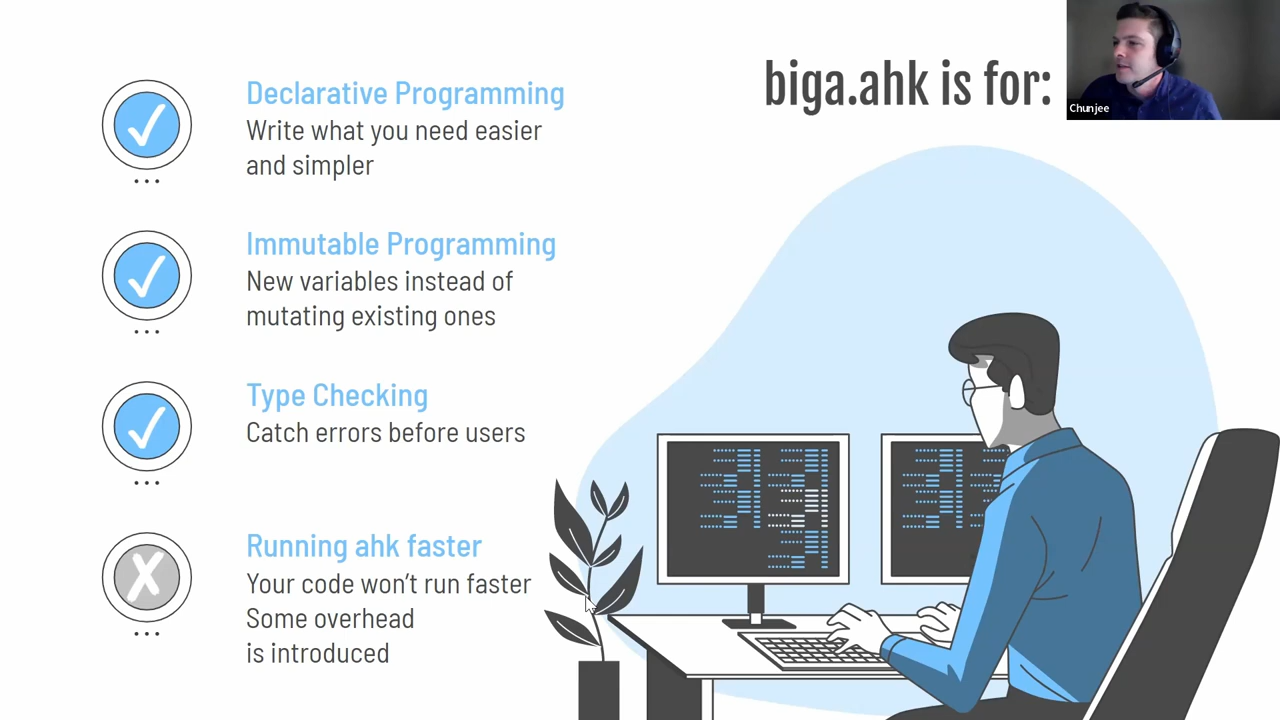 biga.ahk is for:
Chunjee
Declarative Programming
Write what you need easier
and simpler
Immutable Programming
New variables instead of
mutating existing ones
Type Checking
Catch errors before users
Running ahk faster
Your code won’t run faster
Some overhead
is introduced